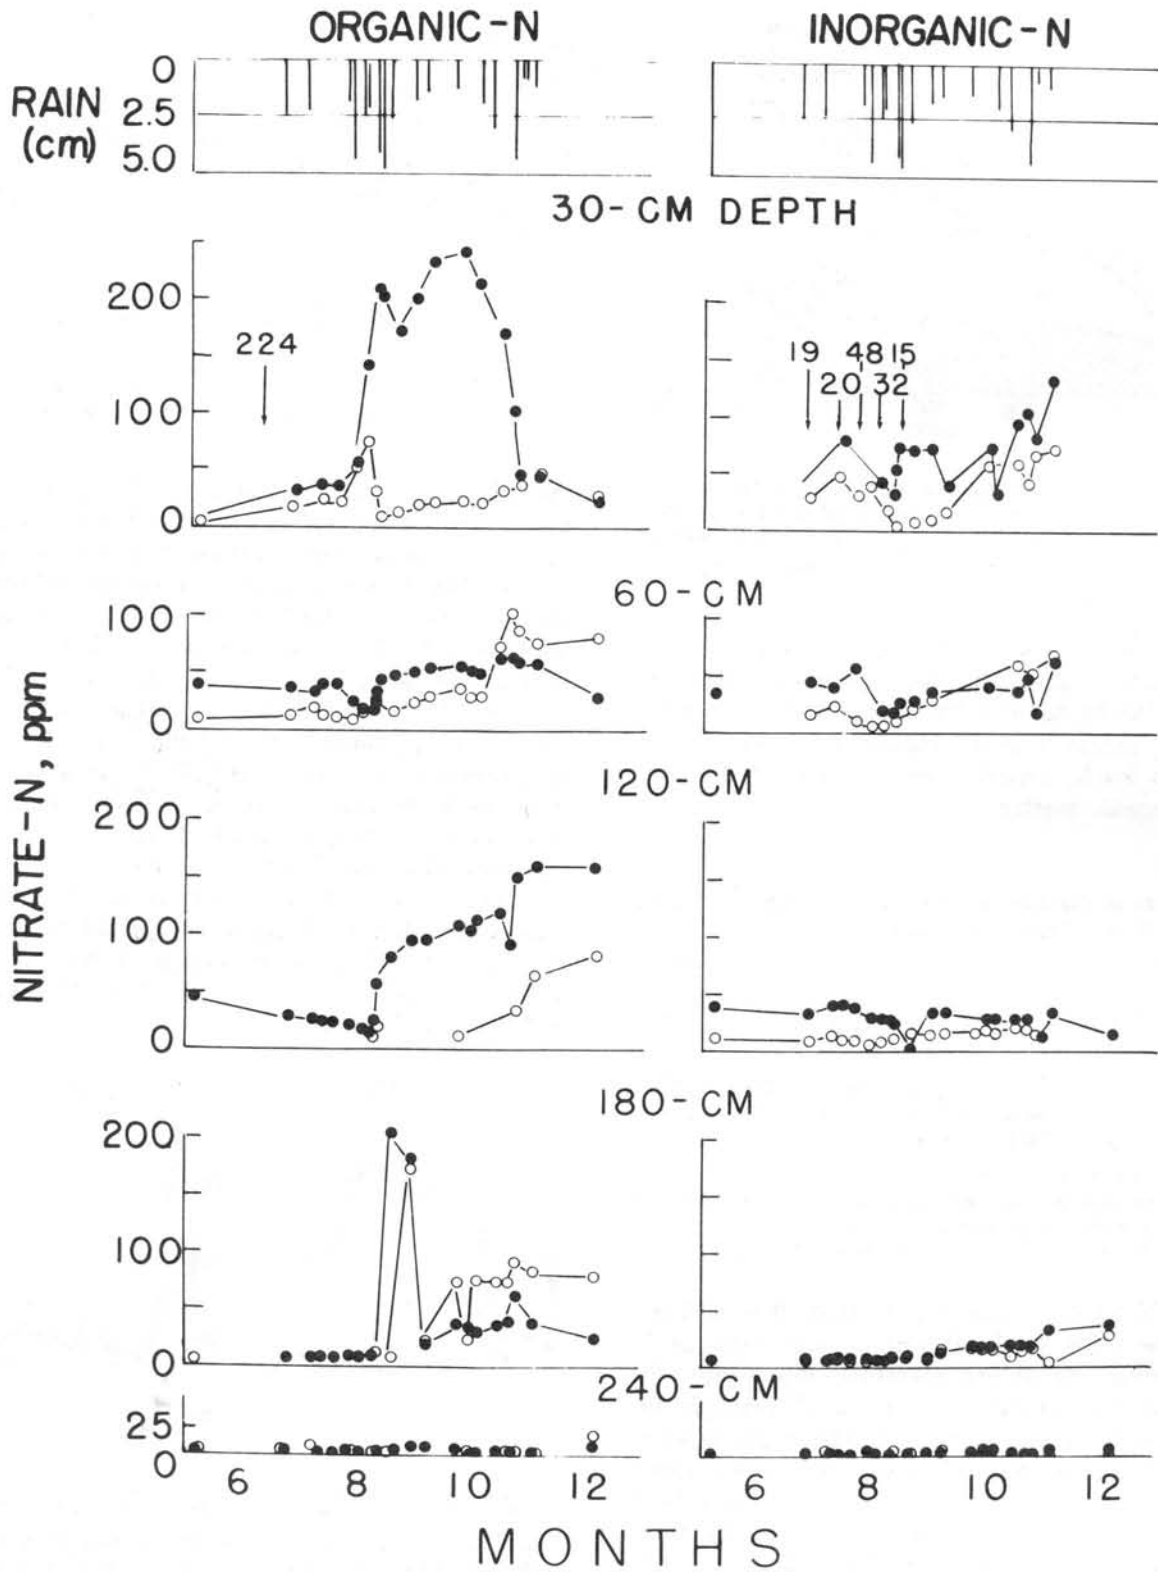 ORGANIC-N INORGANIC-N
RAIN (cm)
0
2.5
5.0
30-CM DEPTH
200
100
0
224
19 48 15
20 32
60-CM
100
0
NITRATE-N, ppm
120-CM
200
100
0
180-CM
200
100
0
240-CM
25
0
6 8 10 12 6 8 10 12
MONTHS